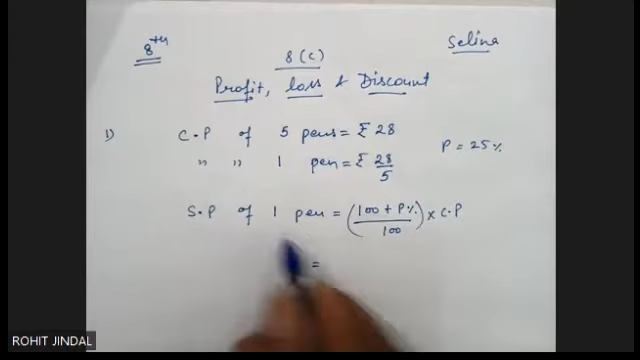 8th
Selina
8(c)
Profit, loss & Discount
1) C.P of 5 pens = ₹ 28
" " 1 pen = ₹ 28/5
P = 25%
S.P of 1 pen = (100 + P% / 100) × C.P
=
ROHIT JINDAL